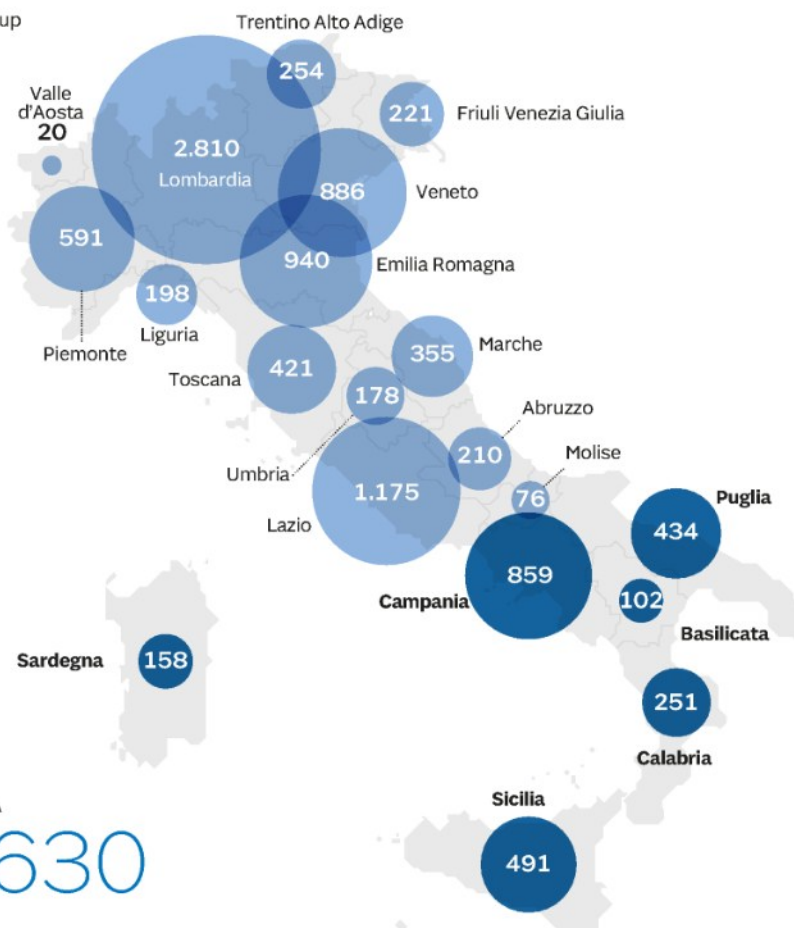 up
Trentino Alto Adige
254
Valle
d'Aosta
20
221
Friuli Venezia Giulia
2.810
Lombardia
886
Veneto
591
940
Emilia Romagna
198
Liguria
Piemonte
Marche
355
421
Toscana
178
Abruzzo
210
Molise
Umbria
1.175
76
Lazio
Puglia
434
859
Campania
102
Basilicata
Sardegna
158
251
Calabria
Sicilia
630
491